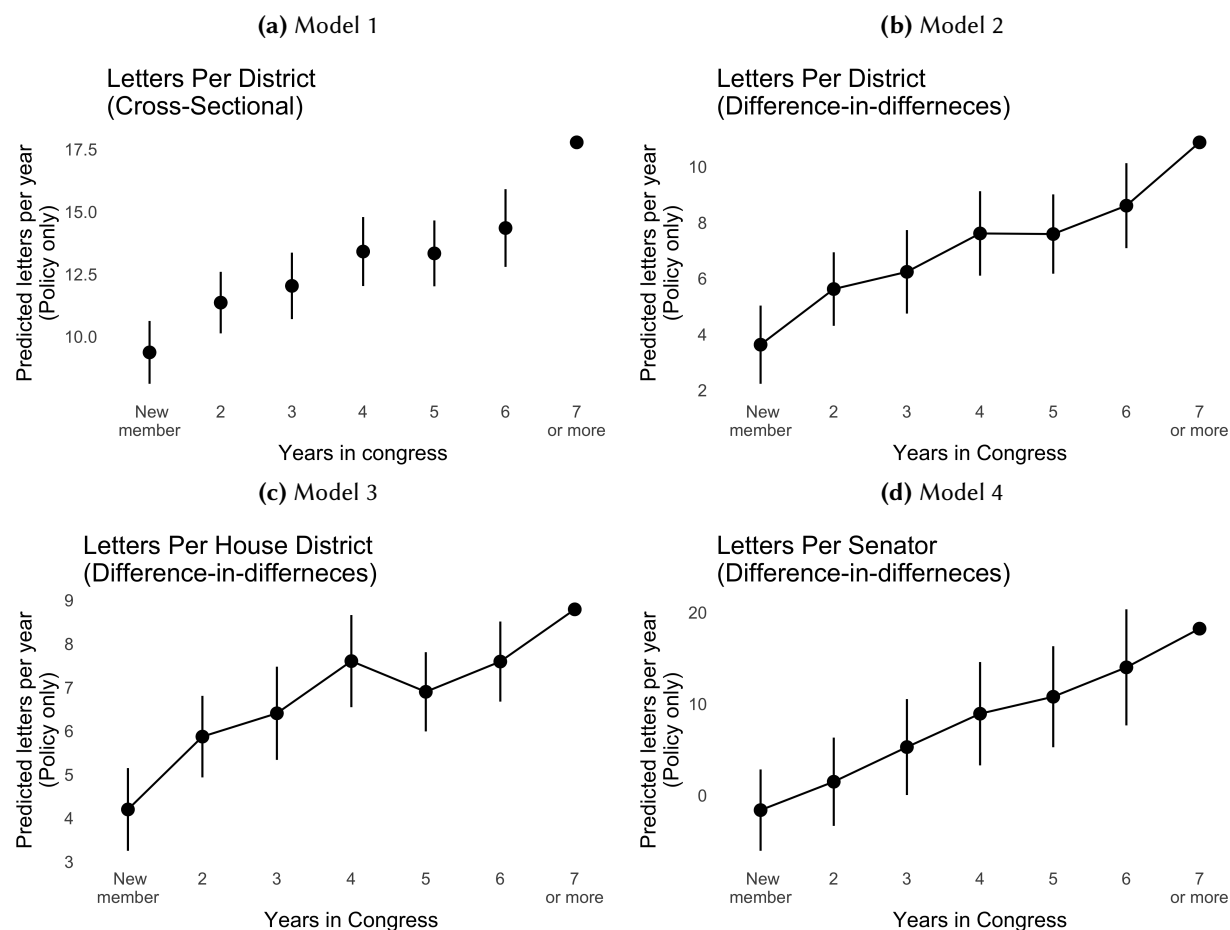 (a) Model 1
Letters Per District
(Cross-Sectional)
Predicted letters per year
(Policy only)
17.5
15.0
12.5
10.0
New
member
2
3
4
5
6
7
or more
Years in congress
(b) Model 2
Letters Per District
(Difference-in-differneces)
Predicted letters per year
(Policy only)
10
8
6
4
2
New
member
2
3
4
5
6
7
or more
Years in Congress
(c) Model 3
Letters Per House District
(Difference-in-differneces)
Predicted letters per year
(Policy only)
9
8
7
6
5
4
3
New
member
2
3
4
5
6
7
or more
Years in Congress
(d) Model 4
Letters Per Senator
(Difference-in-differneces)
Predicted letters per year
(Policy only)
20
10
0
New
member
2
3
4
5
6
7
or more
Years in Congress